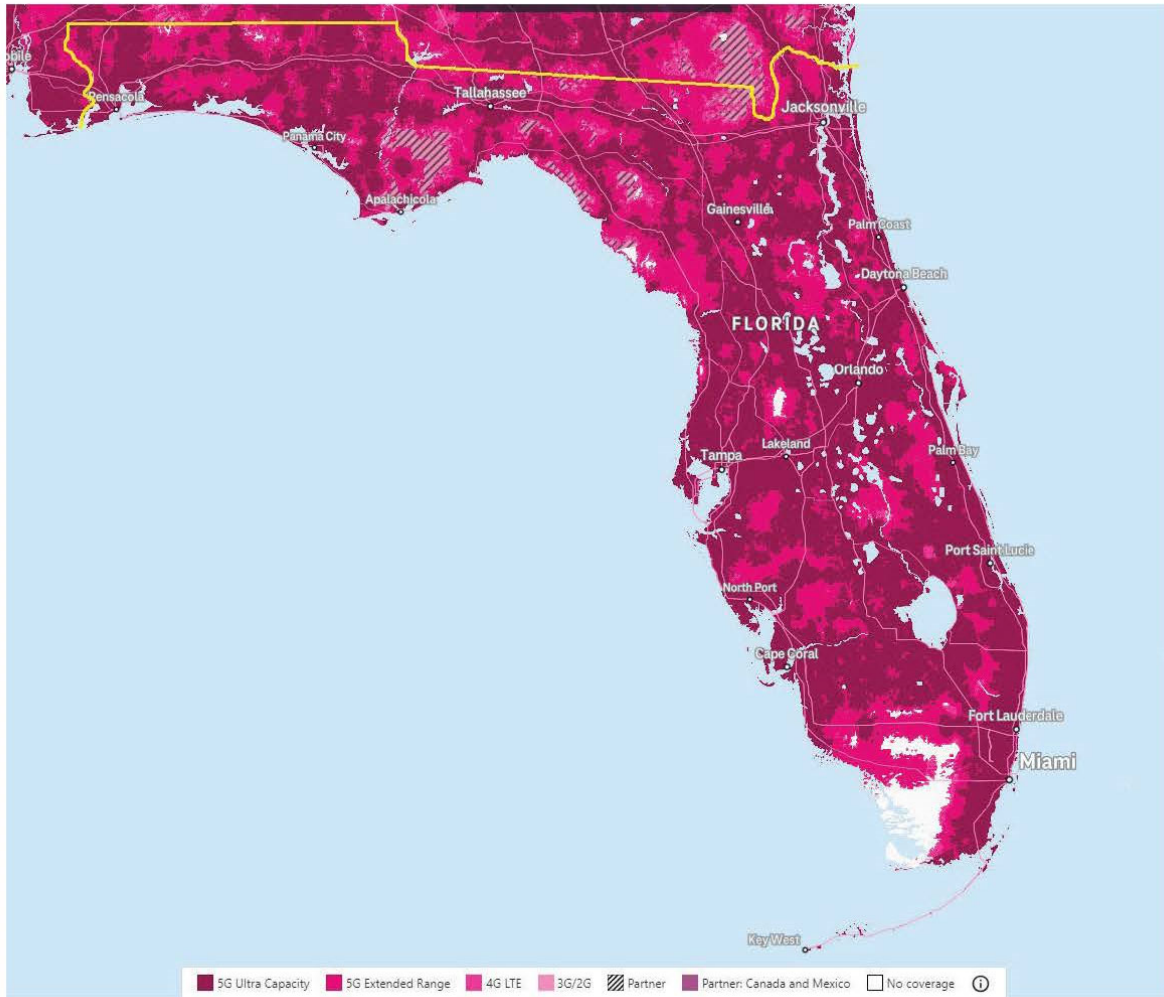 obile
Pensacola
Tallahassee
Jacksonville
Panama City
Apalachicola
Gainesville
Palm Coast
Daytona Beach
FLORIDA
Orlando
Lakeland
Tampa
Palm Bay
Port Saint Lucie
North Port
Cape Coral
Fort Lauderdale
Miami
Key West
5G Ultra Capacity 5G Extended Range 4G LTE 3G/2G Partner Partner: Canada and Mexico No coverage